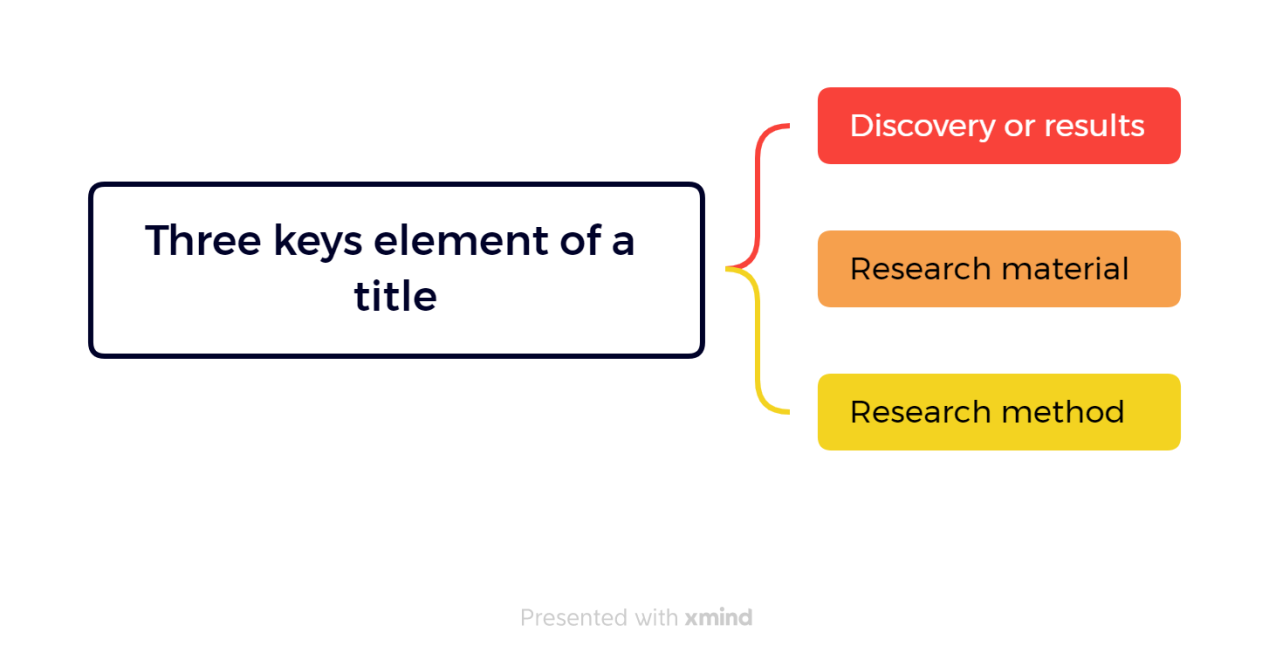 Three keys element of a
title
Discovery or results
Research material
Research method
Presented with xmind